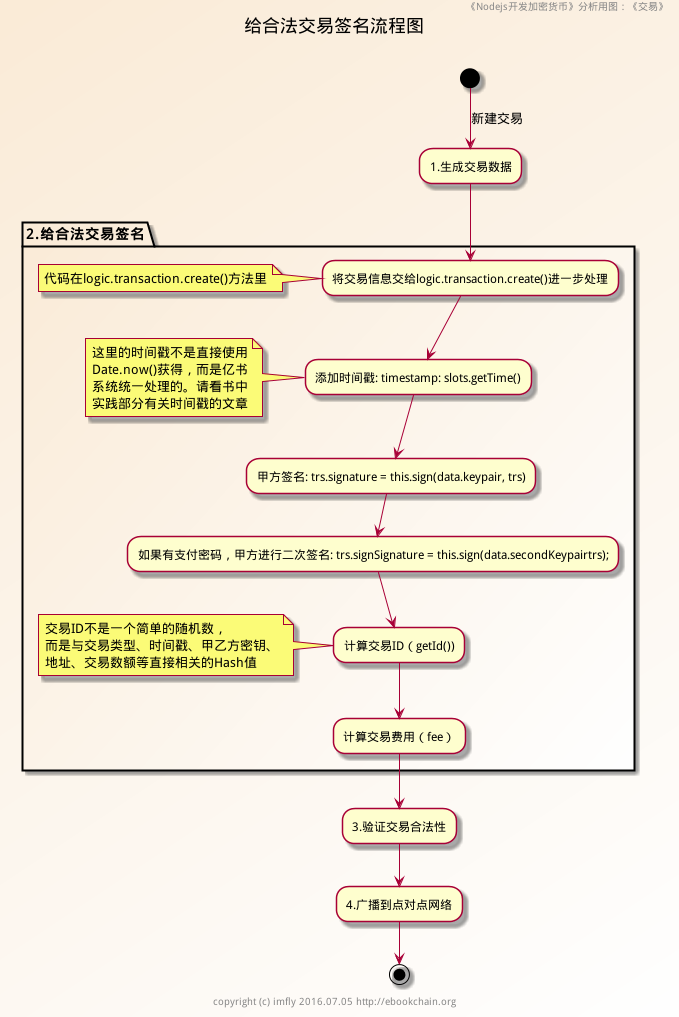 《Nodejs开发加密货币》分析用图：《交易》
给合法交易签名流程图
新建交易
1.生成交易数据
2.给合法交易签名
代码在logic.transaction.create()方法里
将交易信息交给logic.transaction.create()进一步处理
这里的时间戳不是直接使用
Date.now()获得，而是亿书
系统统一处理的。请看书中
实践部分有关时间戳的文章
添加时间戳: timestamp: slots.getTime()
甲方签名: trs.signature = this.sign(data.keypair, trs)
如果有支付密码，甲方进行二次签名: trs.signSignature = this.sign(data.secondKeypairtrs);
交易ID不是一个简单的随机数，
而是与交易类型、时间戳、甲乙方密钥、
地址、交易数额等直接相关的Hash值
计算交易ID（getId())
计算交易费用（fee）
3.验证交易合法性
4.广播到点对点网络
copyright (c) imfly 2016.07.05 http://ebookchain.org